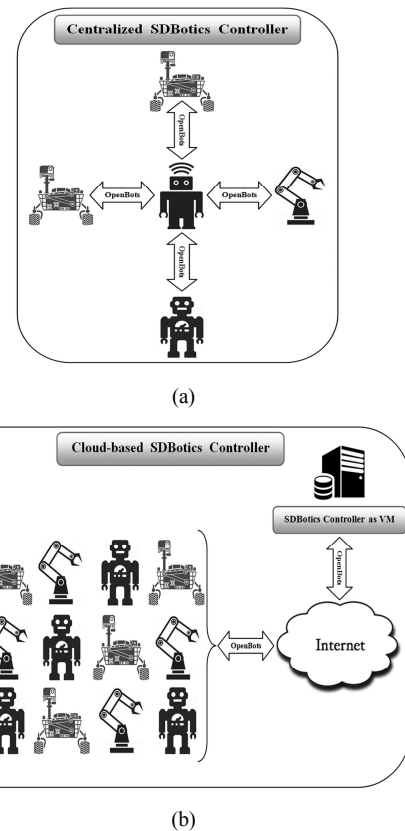 Centralized SDBotics Controller
OpenBots
OpenBots
OpenBots
OpenBots
(a)
Cloud-based SDBotics Controller
SDBotics Controller as VM
OpenBots
OpenBots
Internet
(b)